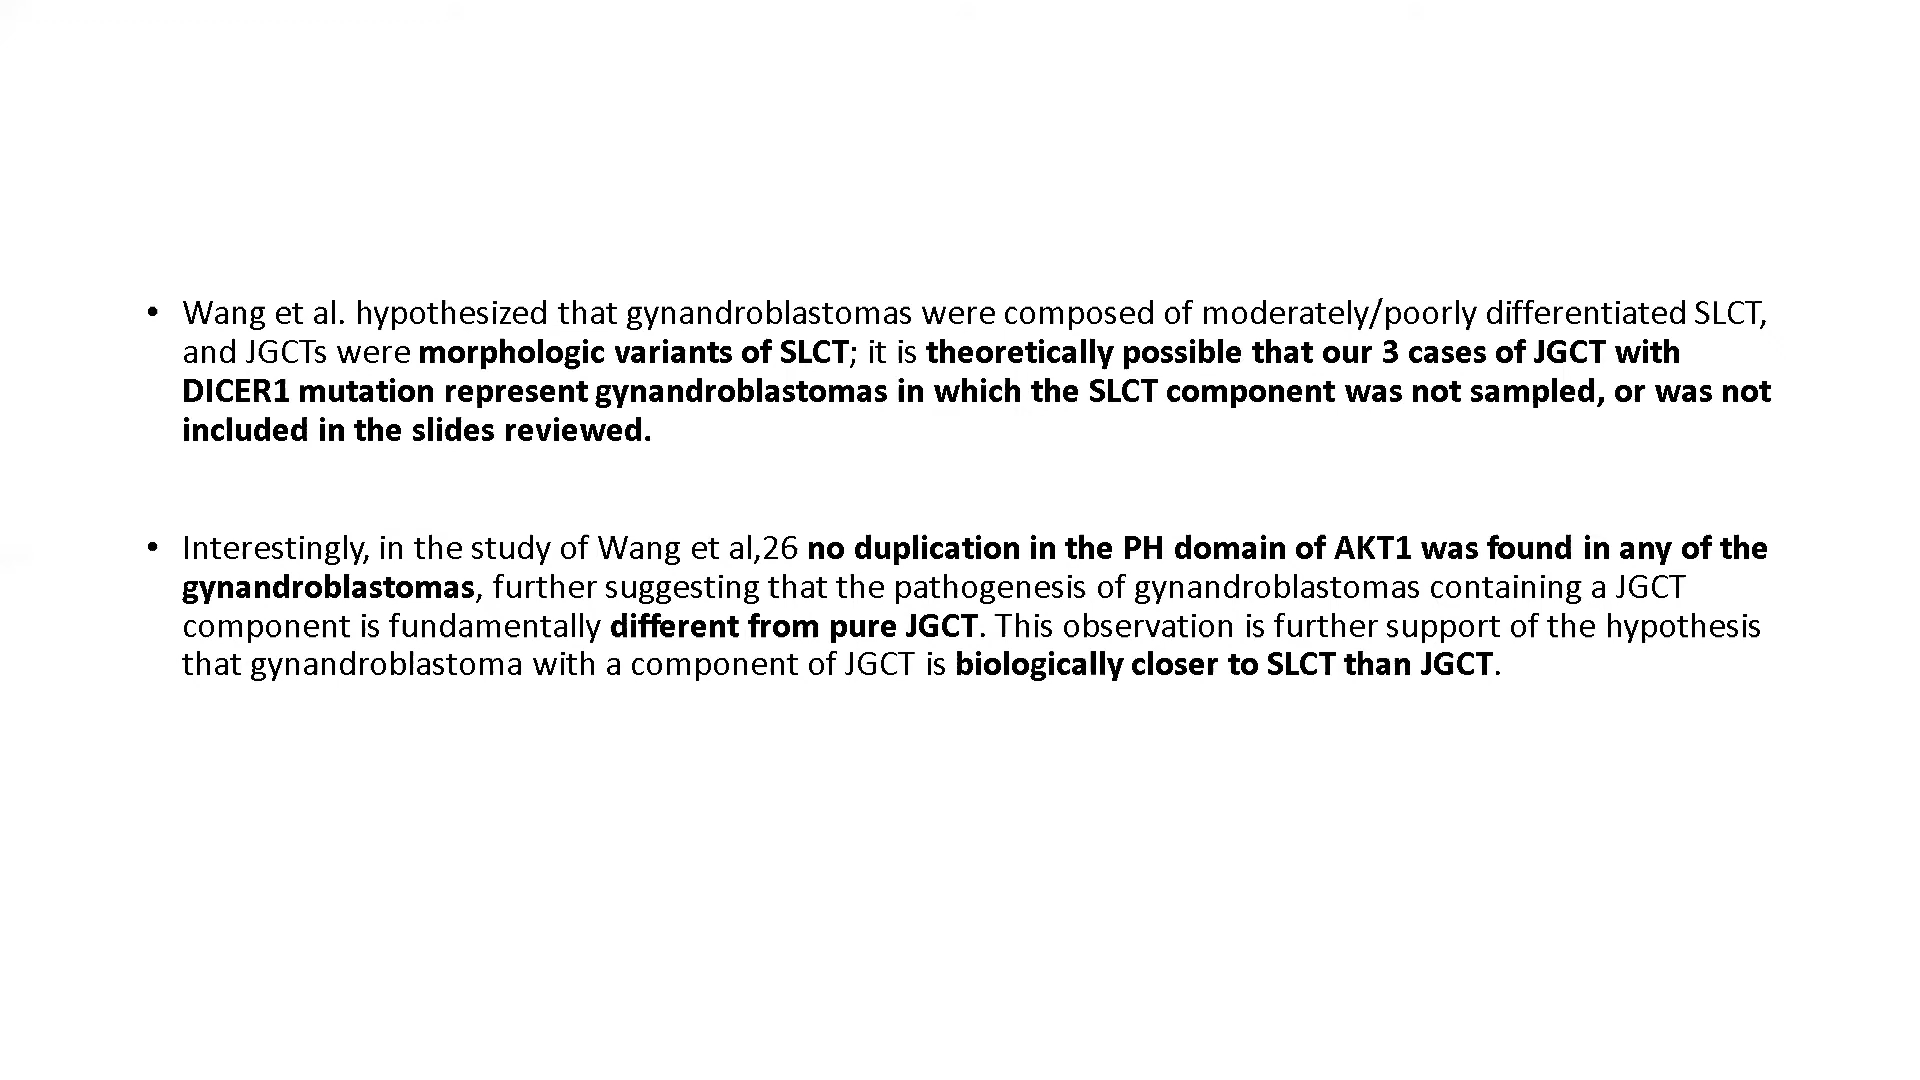 • Wang et al. hypothesized that gynandroblastomas were composed of moderately/poorly differentiated SLCT,
and JGCTs were morphologic variants of SLCT; it is theoretically possible that our 3 cases of JGCT with
DICER1 mutation represent gynandroblastomas in which the SLCT component was not sampled, or was not
included in the slides reviewed.
• Interestingly, in the study of Wang et al,26 no duplication in the PH domain of AKT1 was found in any of the
gynandroblastomas, further suggesting that the pathogenesis of gynandroblastomas containing a JGCT
component is fundamentally different from pure JGCT. This observation is further support of the hypothesis
that gynandroblastoma with a component of JGCT is biologically closer to SLCT than JGCT.